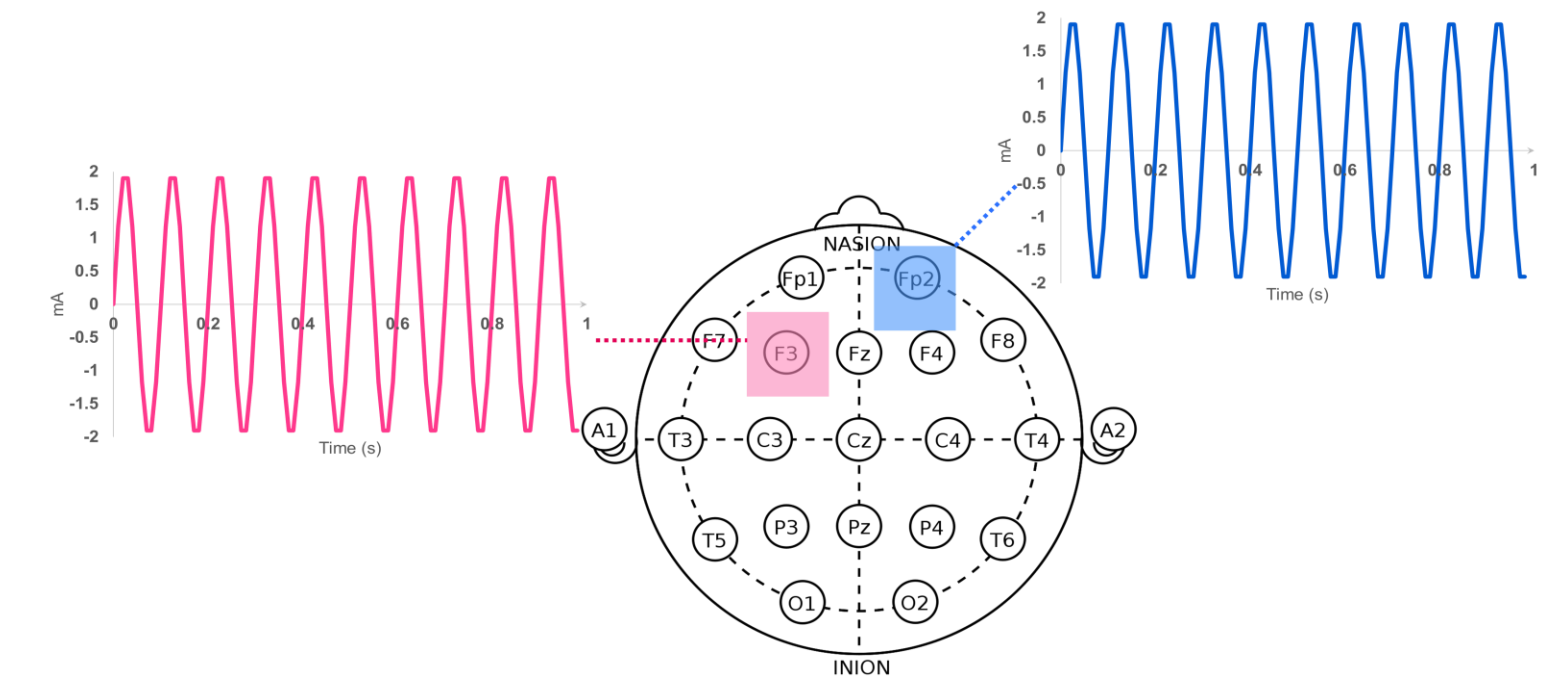 2
1.5
1
0.5
0
-0.5
-1
-1.5
-2
mA
0 0.2 0.4 0.6 0.8 1
Time (s)
2
1.5
1
0.5
0
-0.5
-1
-1.5
-2
mA
0 0.2 0.4 0.6 0.8 1
Time (s)
NASION
Fp1 Fp2
F7 F3 Fz F4 F8
A1 T3 C3 Cz C4 T4 A2
T5 P3 Pz P4 T6
O1 O2
INION